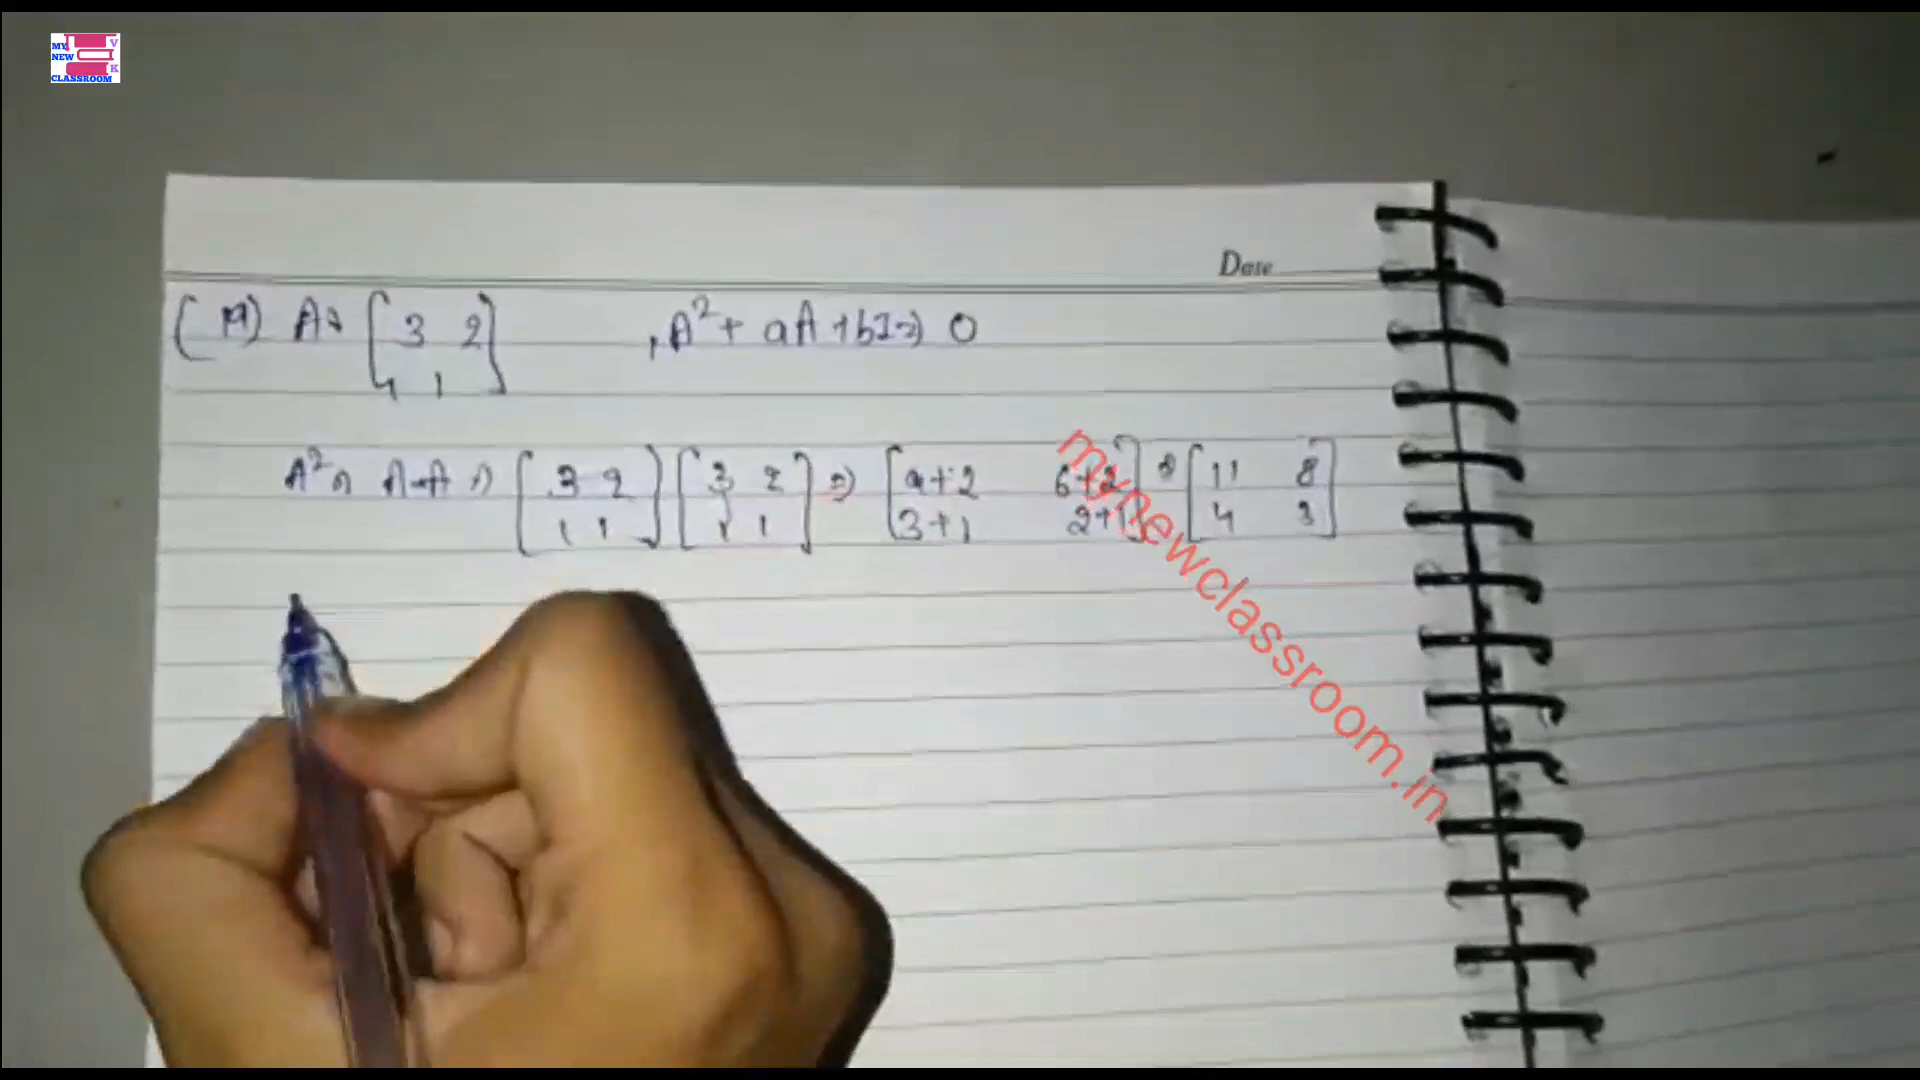 MY
NEW
CLASSROOM
V
K
Date
(19) A⇒ [3 2 , A² + aA + bI ⇒ 0
1 1]
A² ⇒ A·A ⇒ [3 2 [3 2 ⇒ [9+2 6+2 ⇒ [11 8
1 1] 1 1] 3+1 2+1] 4 3]
mynewclassroom.in